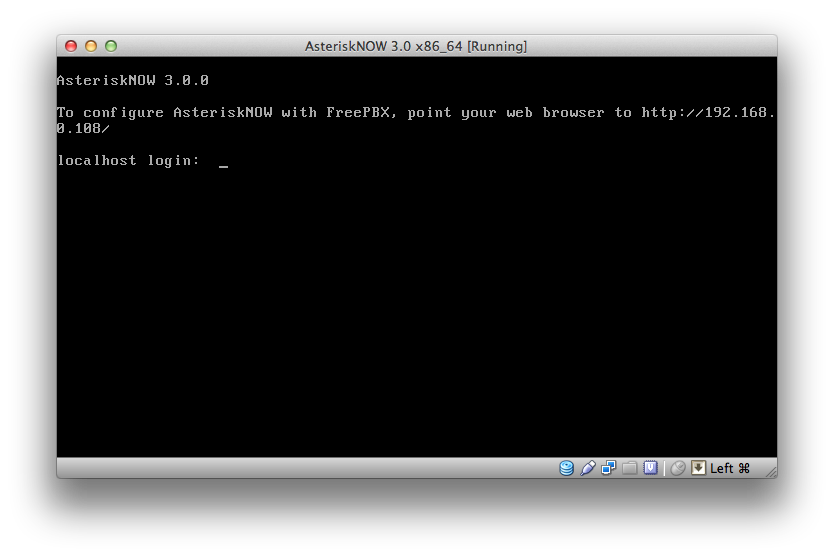 AsteriskNOW 3.0 x86_64 [Running]
AsteriskNOW 3.0.0
To configure AsteriskNOW with FreePBX, point your web browser to http://192.168.
0.108/
localhost login: _
Left ⌘